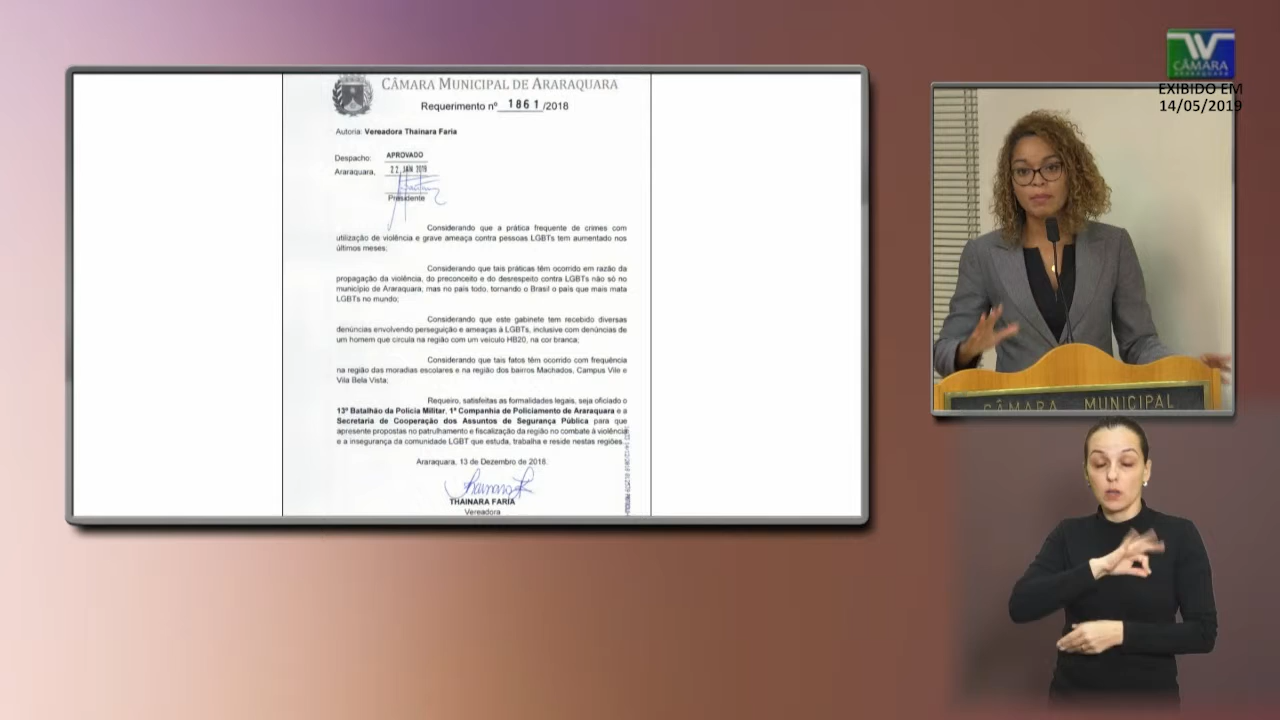 CÂMARA MUNICIPAL DE ARARAQUARA
Requerimento nº 1861/2018
Autoria: Vereadora Thainara Faria
Despacho: APROVADO
Araraquara, 22 JAN 2019
Presidente
Considerando que a prática frequente de crimes com
utilização de violência e grave ameaça contra pessoas LGBTs tem aumentado nos
últimos meses;
Considerando que tais práticas têm ocorrido em razão da
propagação da violência, do preconceito e do desrespeito contra LGBTs não só no
município de Araraquara, mas no país todo, tornando o Brasil o país que mais mata
LGBTs no mundo;
Considerando que este gabinete tem recebido diversas
denúncias envolvendo perseguição e ameaças à LGBTs, inclusive com denúncias de
um homem que circula na região com um veículo HB20, na cor branca;
Considerando que tais fatos têm ocorrido com frequência
na região das moradias escolares e na região dos bairros Machados, Campus Vile e
Vila Bela Vista;
Requeiro, satisfeitas as formalidades legais, seja oficiado o
13º Batalhão da Polícia Militar, 1ª Companhia de Policiamento de Araraquara e a
Secretaria de Cooperação dos Assuntos de Segurança Pública para que
apresente propostas no patrulhamento e fiscalização da região no combate à violência
e a insegurança da comunidade LGBT que estuda, trabalha e reside nestas regiões.
Araraquara, 13 de Dezembro de 2018.
THAINARA FARIA
Vereadora
CÂMARA
ARARAQUARA
EXIBIDO EM
14/05/2019
CÂMARA MUNICIPAL